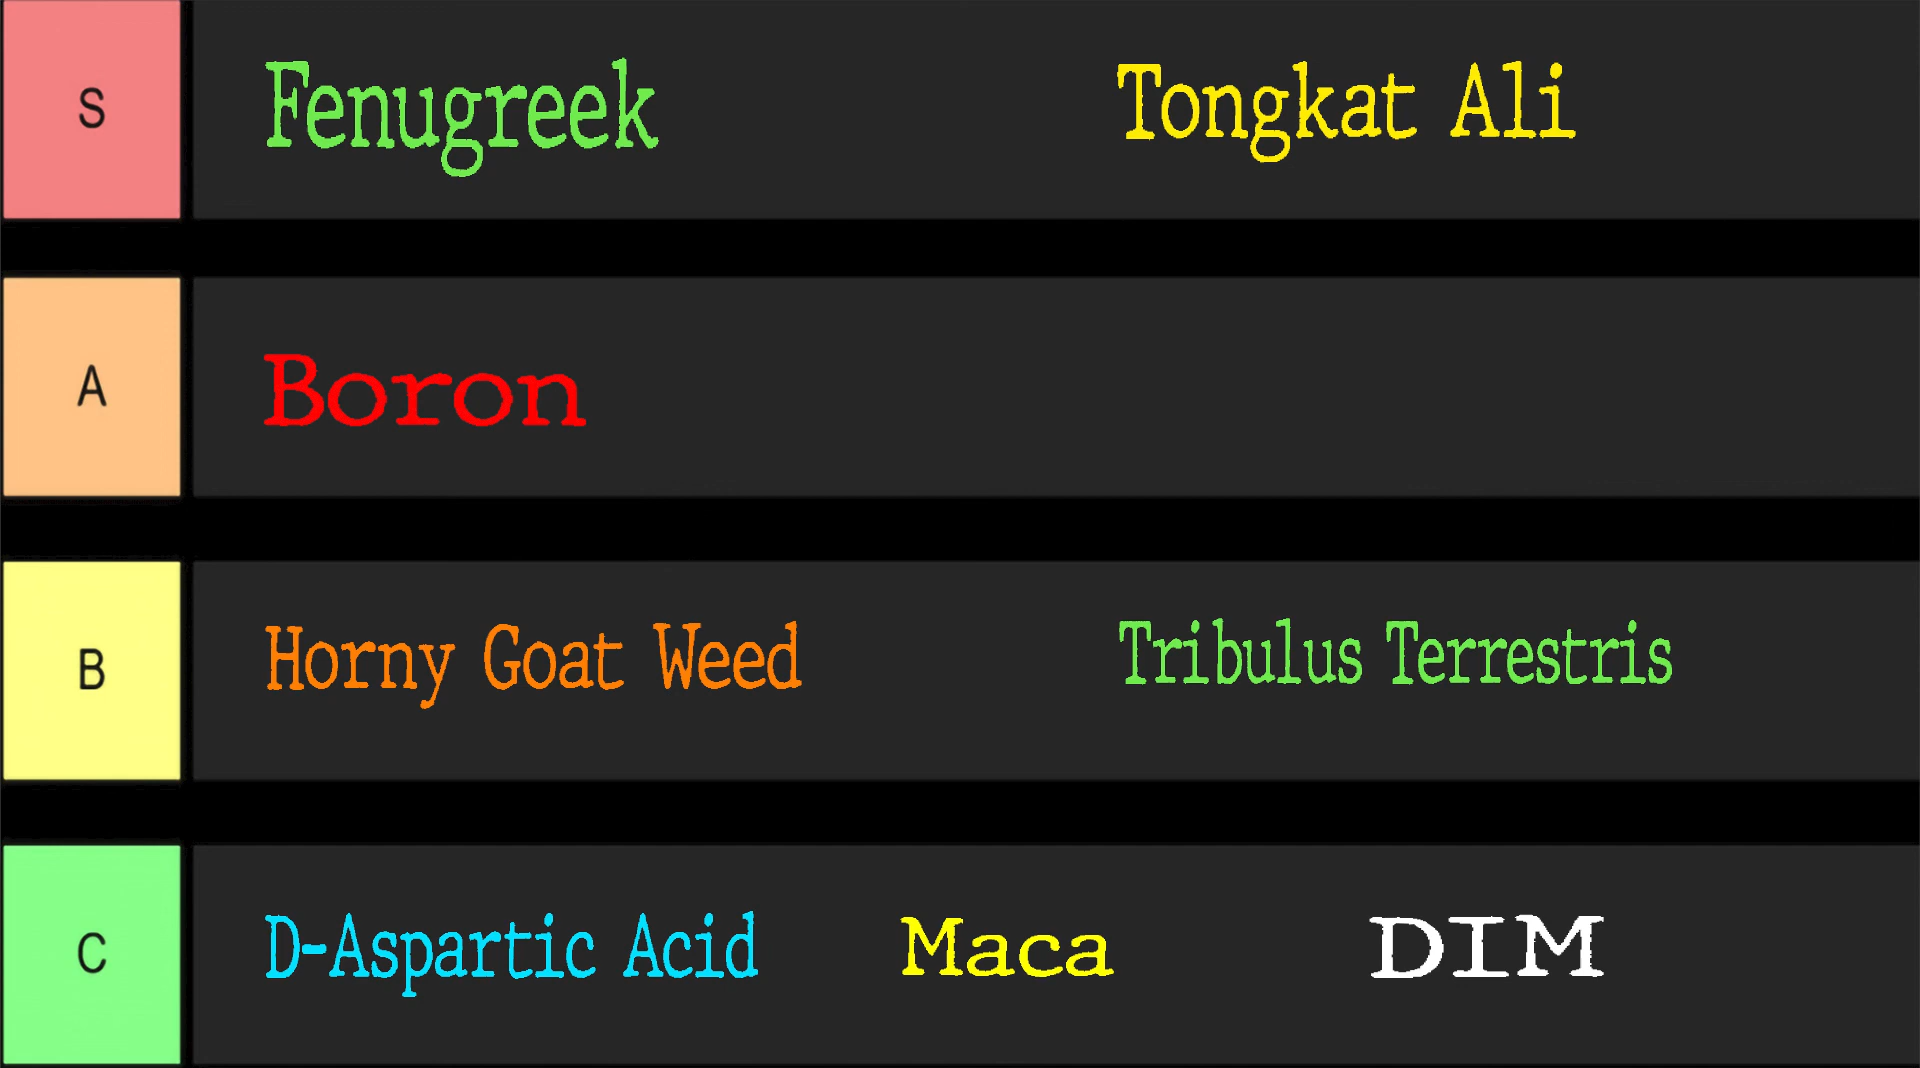 S
Fenugreek Tongkat Ali
A
Boron
B
Horny Goat Weed Tribulus Terrestris
C
D-Aspartic Acid Maca DIM